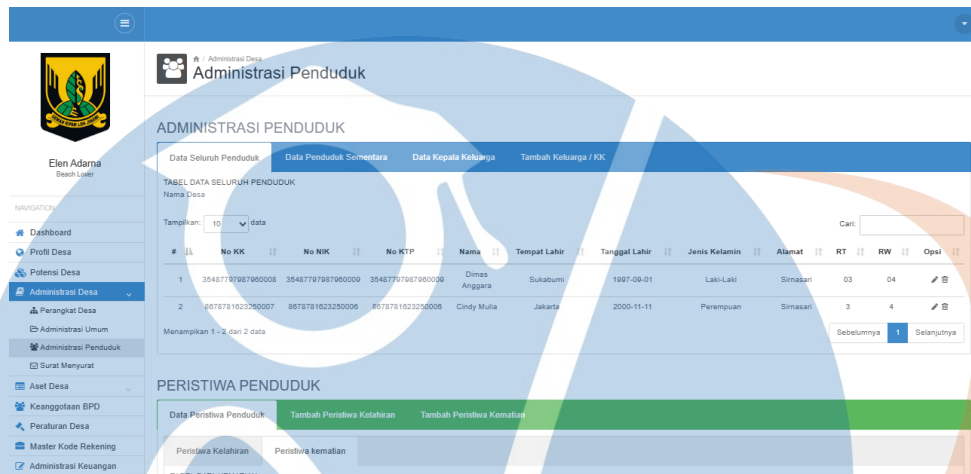 Administrasi Desa
Administrasi Penduduk
Elen Adarna
Beach Lover
NAVIGATION
Dashboard
Profil Desa
Potensi Desa
Administrasi Desa
Perangkat Desa
Administrasi Umum
Administrasi Penduduk
Surat Menyurat
Aset Desa
Keanggotaan BPD
Peraturan Desa
Master Kode Rekening
Administrasi Keuangan
ADMINISTRASI PENDUDUK
Data Seluruh Penduduk Data Penduduk Sementara Data Kepala Keluarga Tambah Keluarga / KK
TABEL DATA SELURUH PENDUDUK
Nama Desa
Tampilkan: 10 data Cari:
# No KK No NIK No KTP Nama Tempat Lahir Tanggal Lahir Jenis Kelamin Alamat RT RW Opsi
1 35487797987960008 35487797987960009 35487797987960009 Dimas Anggara Sukabumi 1997-09-01 Laki-Laki Sirnasari 03 04
2 8678781623250007 8678781623250006 8678781623250006 Cindy Mulia Jakarta 2000-11-11 Perempuan Sirnasari 3 4
Menampikan 1 - 2 dari 2 data Sebelumnya 1 Selanjutnya
PERISTIWA PENDUDUK
Data Peristiwa Penduduk Tambah Peristiwa Kelahiran Tambah Peristiwa Kematian
Peristiwa Kelahiran Peristiwa kematian